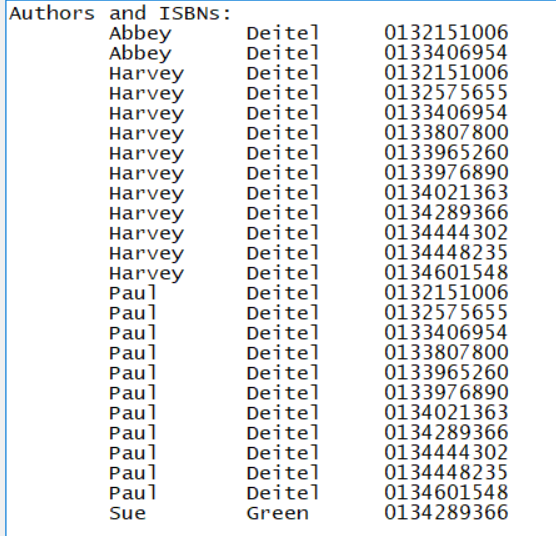 Authors and ISBNs:
Abbey Deitel 0132151006
Abbey Deitel 0133406954
Harvey Deitel 0132151006
Harvey Deitel 0132575655
Harvey Deitel 0133406954
Harvey Deitel 0133807800
Harvey Deitel 0133965260
Harvey Deitel 0133976890
Harvey Deitel 0134021363
Harvey Deitel 0134289366
Harvey Deitel 0134444302
Harvey Deitel 0134448235
Harvey Deitel 0134601548
Paul Deitel 0132151006
Paul Deitel 0132575655
Paul Deitel 0133406954
Paul Deitel 0133807800
Paul Deitel 0133965260
Paul Deitel 0133976890
Paul Deitel 0134021363
Paul Deitel 0134289366
Paul Deitel 0134444302
Paul Deitel 0134448235
Paul Deitel 0134601548
Sue Green 0134289366